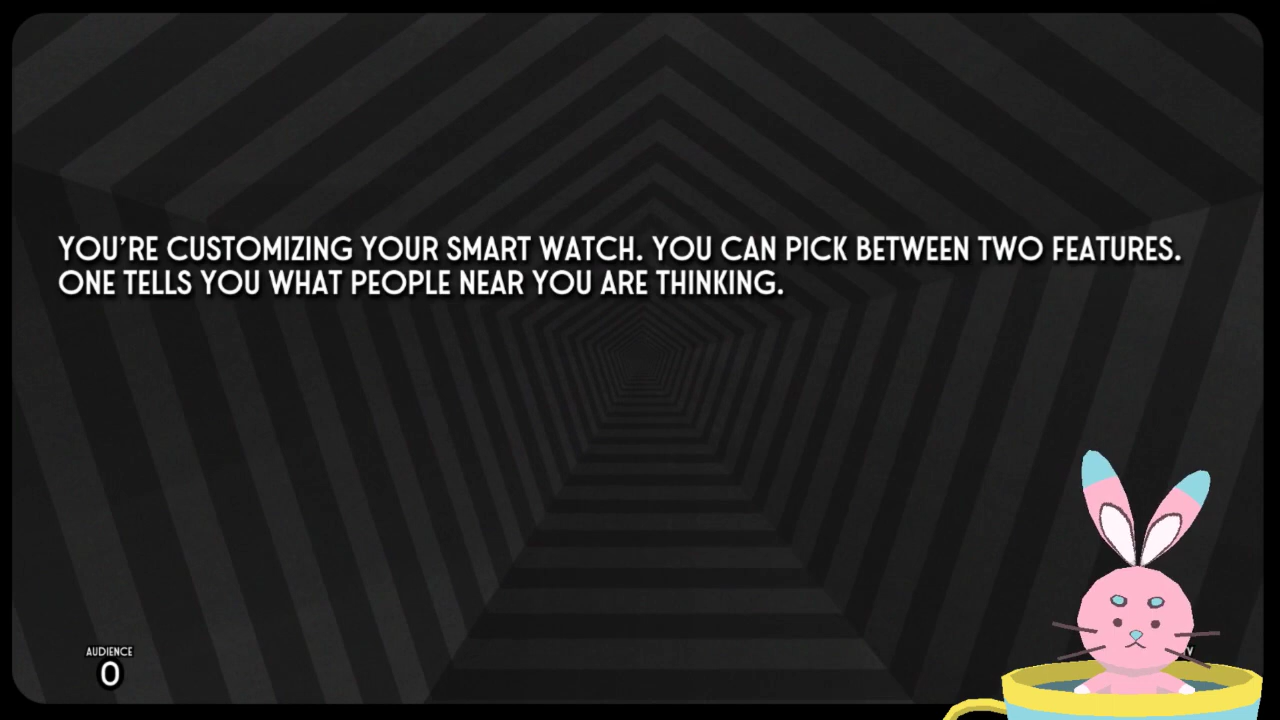 YOU'RE CUSTOMIZING YOUR SMART WATCH. YOU CAN PICK BETWEEN TWO FEATURES.
ONE TELLS YOU WHAT PEOPLE NEAR YOU ARE THINKING.
AUDIENCE
0